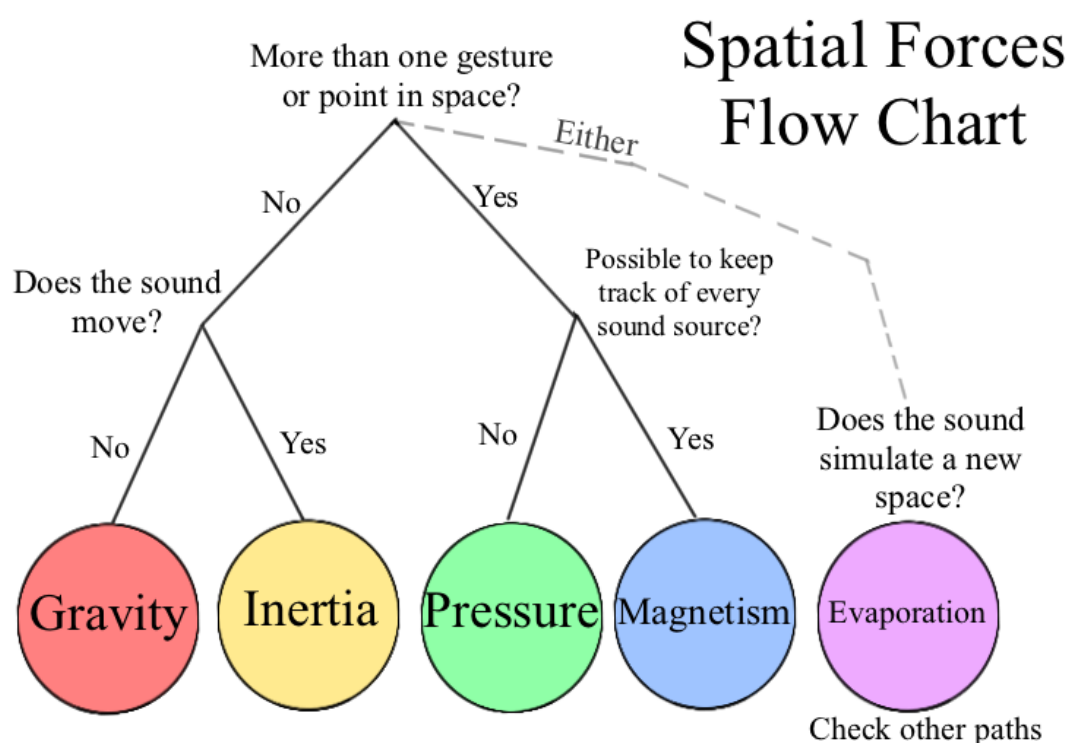 Spatial Forces
Flow Chart
More than one gesture
or point in space?
Either
No
Yes
Does the sound
move?
Possible to keep
track of every
sound source?
No
Yes
No
Yes
Does the sound
simulate a new
space?
Gravity
Inertia
Pressure
Magnetism
Evaporation
Check other paths